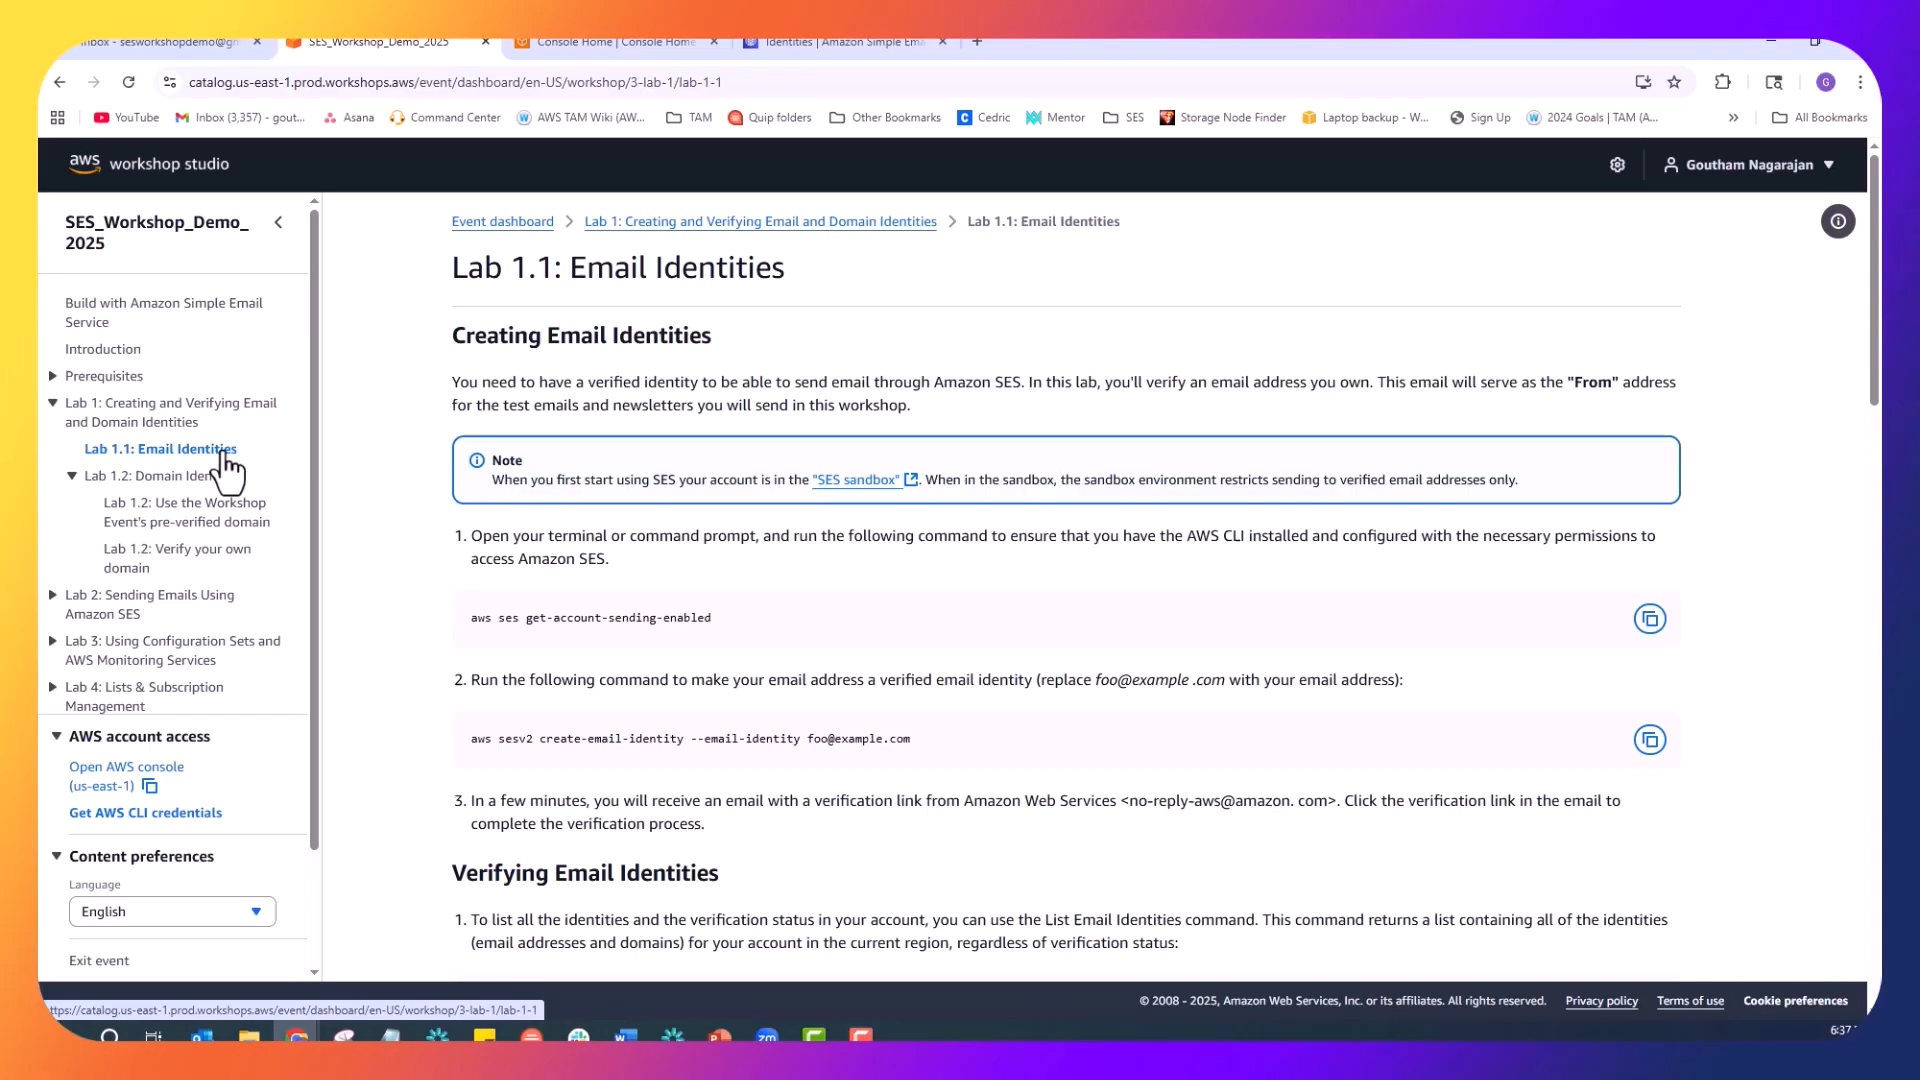 Inbox - sesworkshopdemo@gm
SES_Workshop_Demo_2025
Console Home | Console Home
Identities | Amazon Simple Ema
catalog.us-east-1.prod.workshops.aws/event/dashboard/en-US/workshop/3-lab-1/lab-1-1
G
YouTube
Inbox (3,357) - gout...
Asana
Command Center
AWS TAM Wiki (AW...
TAM
Quip folders
Other Bookmarks
Cedric
Mentor
SES
Storage Node Finder
Laptop backup - W...
Sign Up
2024 Goals | TAM (A...
»
All Bookmarks
aws workshop studio
Goutham Nagarajan
SES_Workshop_Demo_
2025
Build with Amazon Simple Email
Service
Introduction
Prerequisites
Lab 1: Creating and Verifying Email
and Domain Identities
Lab 1.1: Email Identities
Lab 1.2: Domain Iden
Lab 1.2: Use the Workshop
Event's pre-verified domain
Lab 1.2: Verify your own
domain
Lab 2: Sending Emails Using
Amazon SES
Lab 3: Using Configuration Sets and
AWS Monitoring Services
Lab 4: Lists & Subscription
Management
AWS account access
Open AWS console
(us-east-1)
Get AWS CLI credentials
Content preferences
Language
English
Exit event
Event dashboard > Lab 1: Creating and Verifying Email and Domain Identities > Lab 1.1: Email Identities
Lab 1.1: Email Identities
Creating Email Identities
You need to have a verified identity to be able to send email through Amazon SES. In this lab, you'll verify an email address you own. This email will serve as the "From" address
for the test emails and newsletters you will send in this workshop.
Note
When you first start using SES your account is in the "SES sandbox" . When in the sandbox, the sandbox environment restricts sending to verified email addresses only.
1. Open your terminal or command prompt, and run the following command to ensure that you have the AWS CLI installed and configured with the necessary permissions to
access Amazon SES.
aws ses get-account-sending-enabled
2. Run the following command to make your email address a verified email identity (replace foo@example .com with your email address):
aws sesv2 create-email-identity --email-identity foo@example.com
3. In a few minutes, you will receive an email with a verification link from Amazon Web Services <no-reply-aws@amazon. com>. Click the verification link in the email to
complete the verification process.
Verifying Email Identities
1. To list all the identities and the verification status in your account, you can use the List Email Identities command. This command returns a list containing all of the identities
(email addresses and domains) for your account in the current region, regardless of verification status:
© 2008 - 2025, Amazon Web Services, Inc. or its affiliates. All rights reserved.
Privacy policy
Terms of use
Cookie preferences
ttps://catalog.us-east-1.prod.workshops.aws/event/dashboard/en-US/workshop/3-lab-1/lab-1-1
zm
6:37